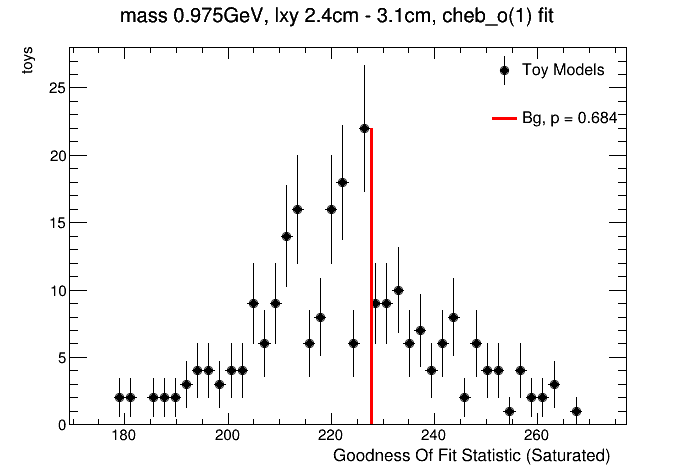 mass 0.975GeV, lxy 2.4cm - 3.1cm, cheb_o(1) fit
toys
25
20
15
10
5
0
Toy Models
Bg, p = 0.684
180 200 220 240 260
Goodness Of Fit Statistic (Saturated)